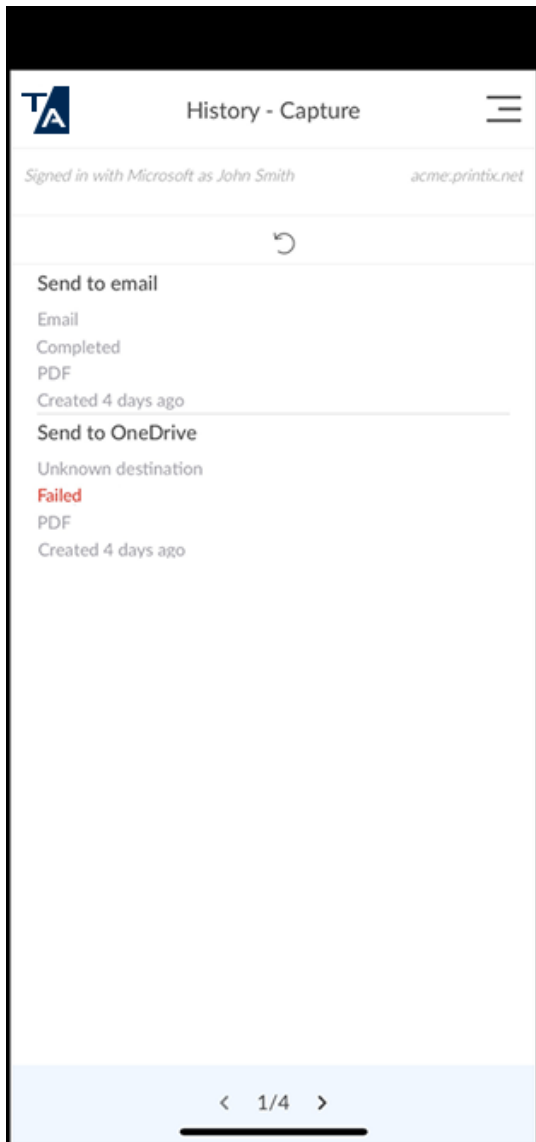 TA
History - Capture
Signed in with Microsoft as John Smith
acme.printix.net
Send to email
Email
Completed
PDF
Created 4 days ago
Send to OneDrive
Unknown destination
Failed
PDF
Created 4 days ago
< 1/4 >